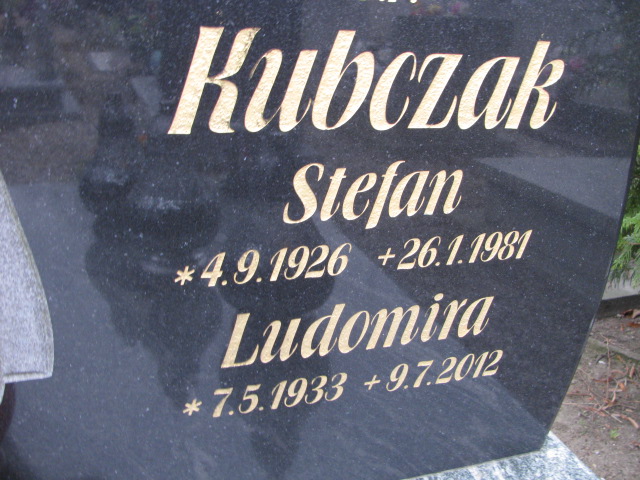 Kubczak
Stefan
* 4.9.1926 + 26.1.1981
Ludomira
* 7.5.1933 + 9.7.2012